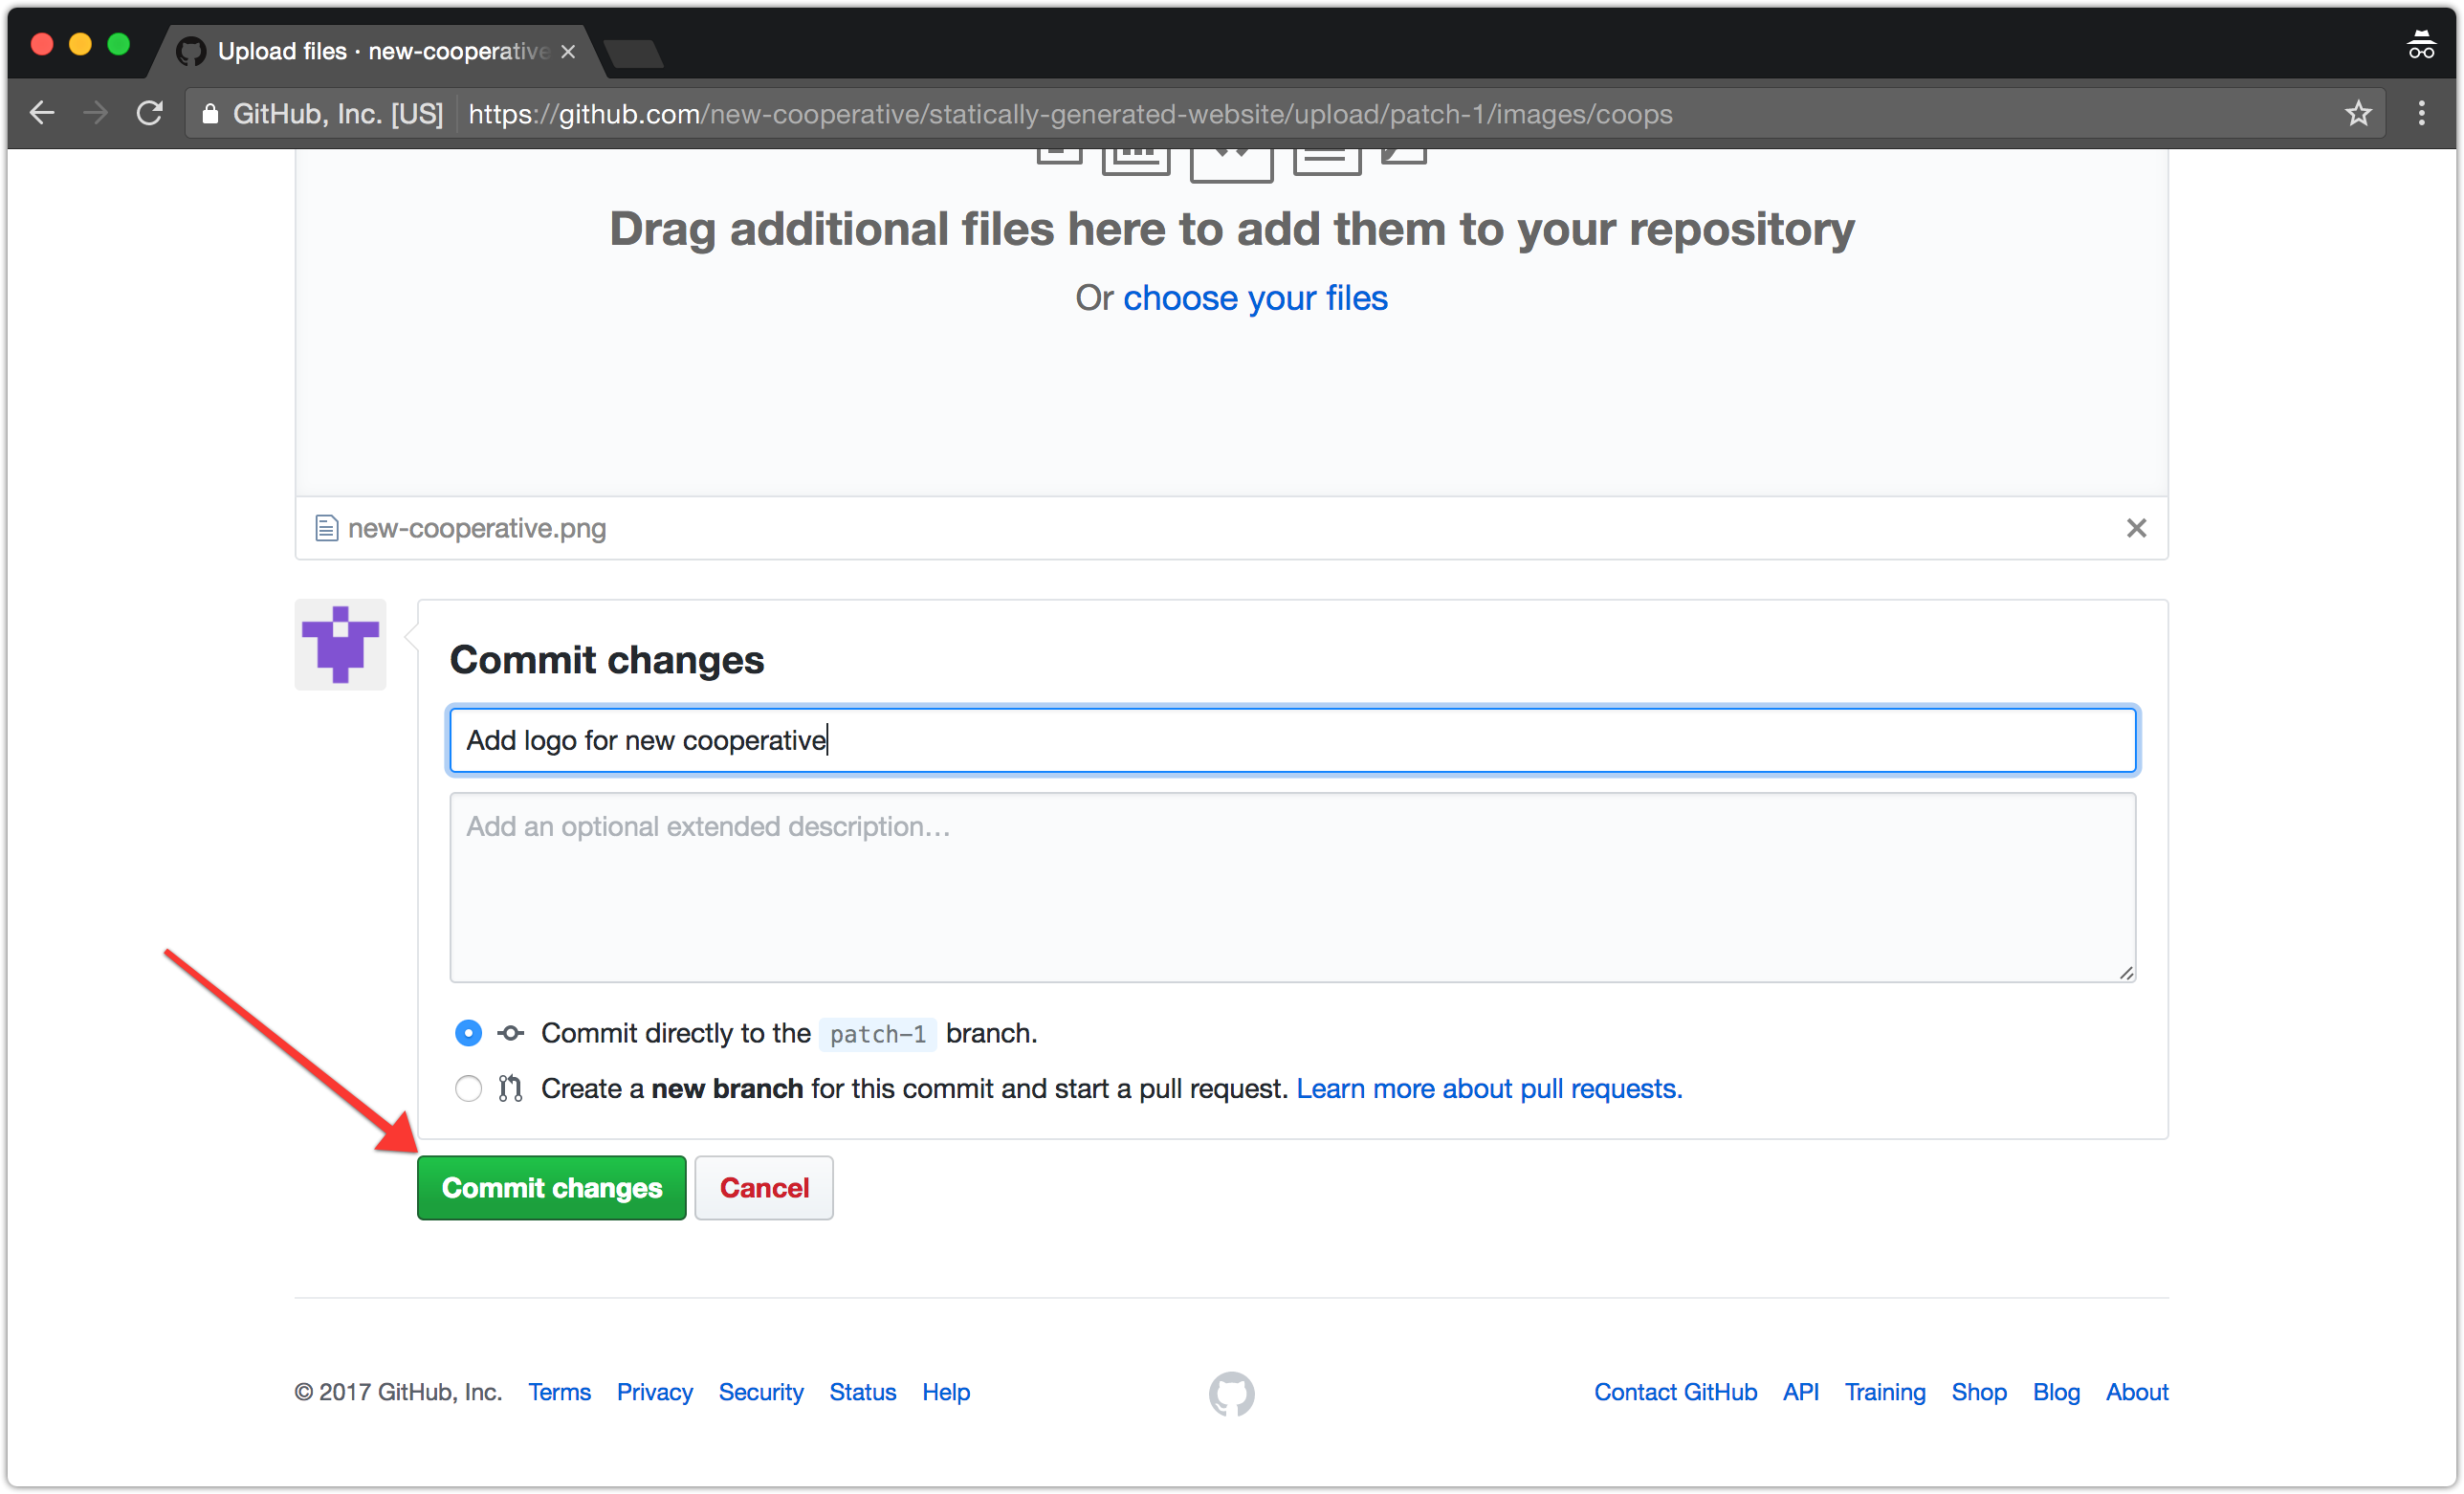 Upload files · new-cooperative
GitHub, Inc. [US] https://github.com/new-cooperative/statically-generated-website/upload/patch-1/images/coops
Drag additional files here to add them to your repository
Or choose your files
new-cooperative.png
Commit changes
Add logo for new cooperative
Add an optional extended description…
Commit directly to the patch-1 branch.
Create a new branch for this commit and start a pull request. Learn more about pull requests.
Commit changes Cancel
© 2017 GitHub, Inc. Terms Privacy Security Status Help Contact GitHub API Training Shop Blog About